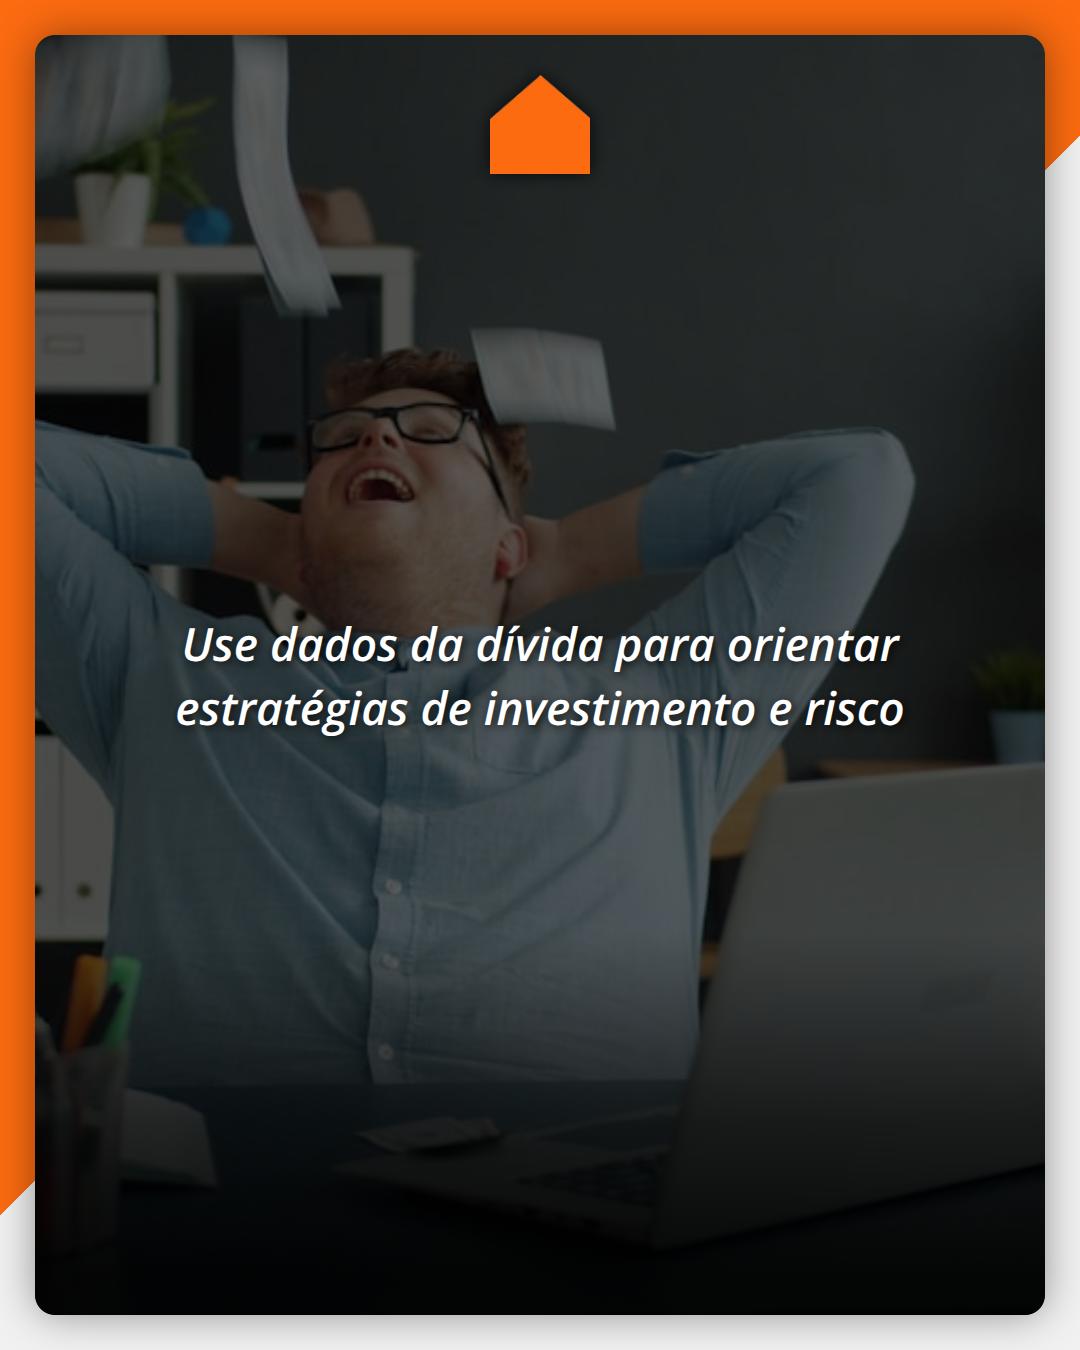 Use dados da dívida para orientar
estratégias de investimento e risco